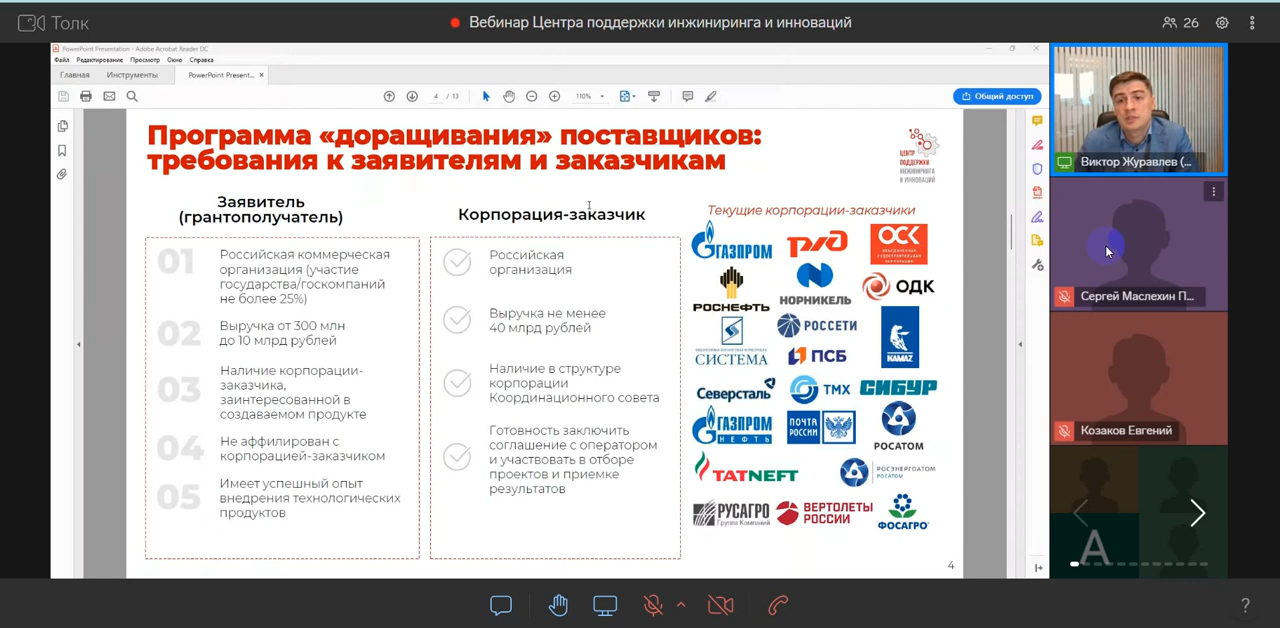 Толк
Вебинар Центра поддержки инжиниринга и инноваций
26
PowerPoint Presentation - Adobe Acrobat Reader DC
Файл Редактирование Просмотр Окно Справка
Главная Инструменты PowerPoint Present... ×
4 / 13
110%
Общий доступ
Программа «доращивания» поставщиков:
требования к заявителям и заказчикам
ЦЕНТР
ПОДДЕРЖКИ
ИНЖИНИРИНГА
И ИННОВАЦИЙ
Заявитель
(грантополучатель)
01
Российская коммерческая
организация (участие
государства/госкомпаний
не более 25%)
02
Выручка от 300 млн
до 10 млрд рублей
03
Наличие корпорации-
заказчика,
заинтересованной в
создаваемом продукте
04
Не аффилирован с
корпорацией-заказчиком
05
Имеет успешный опыт
внедрения технологических
продуктов
Корпорация-заказчик
Российская
организация
Выручка не менее
40 млрд рублей
Наличие в структуре
корпорации
Координационного совета
Готовность заключить
соглашение с оператором
и участвовать в отборе
проектов и приемке
результатов
Текущие корпорации-заказчики
ГАЗПРОМ
РЖД
ОСК
РОСНЕФТЬ
НОРНИКЕЛЬ
ОДК
СИСТЕМА
РОССЕТИ
ПСБ
KAMAZ
Северсталь
ТМХ
СИБУР
ГАЗПРОМ
НЕФТЬ
ПОЧТА
РОССИИ
РОСАТОМ
TATNEFT
РОСЭНЕРГОАТОМ
РОСАТОМ
РУСАГРО
Группа Компаний
ВЕРТОЛЕТЫ
РОССИИ
ФОСАГРО
4
Виктор Журавлев (...
Сергей Маслехин П...
Козаков Евгений
А
?